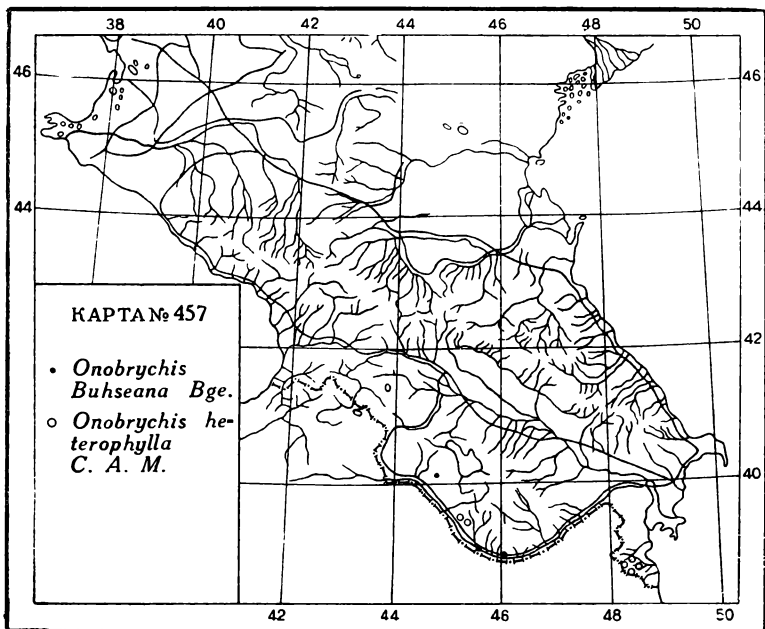 38 40 42 44 46 48 50
46 46
44 44
КАРТА № 457
42
• Onobrychis
Buhseana Bge.
○ Onobrychis he-
terophylla
C. A. M.
40
42 44 46 48 50